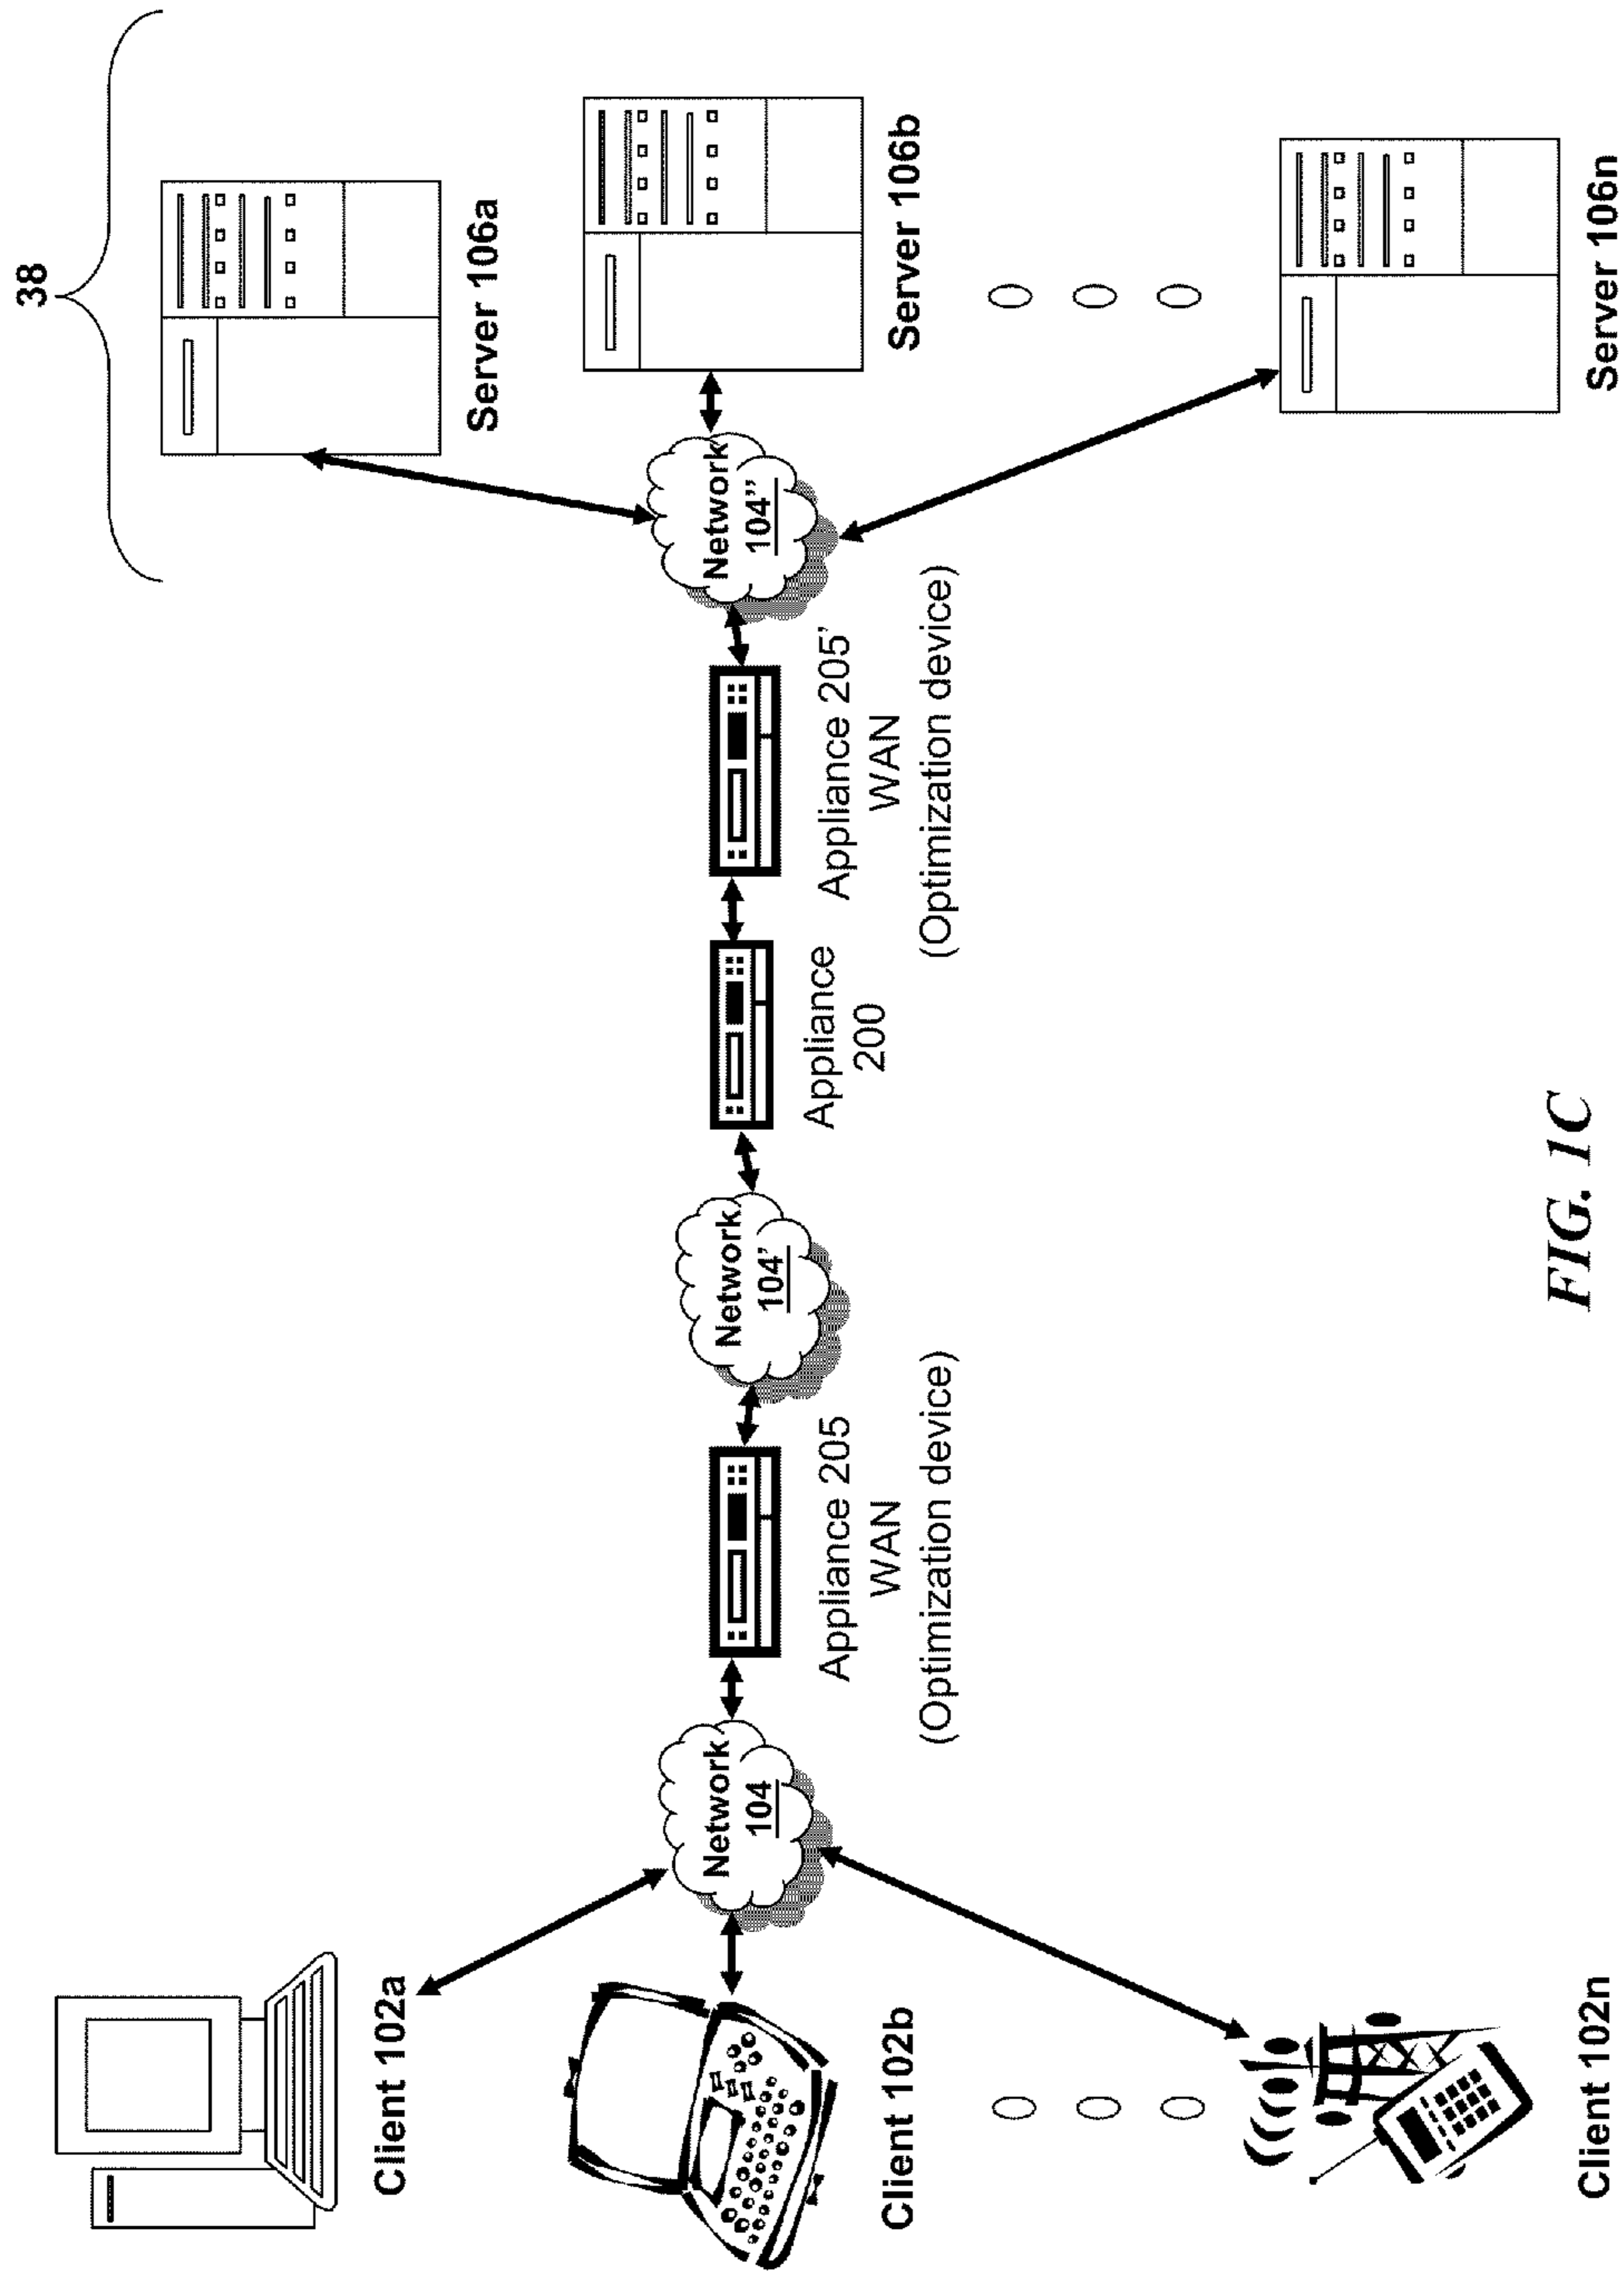 38
Client 102a
Server 106a
Network
104
Appliance 205
WAN
(Optimization device)
Network
104'
Appliance
200
Appliance 205'
WAN
(Optimization device)
Network
104''
Client 102b
Server 106b
Client 102n
Server 106n
FIG. 1C